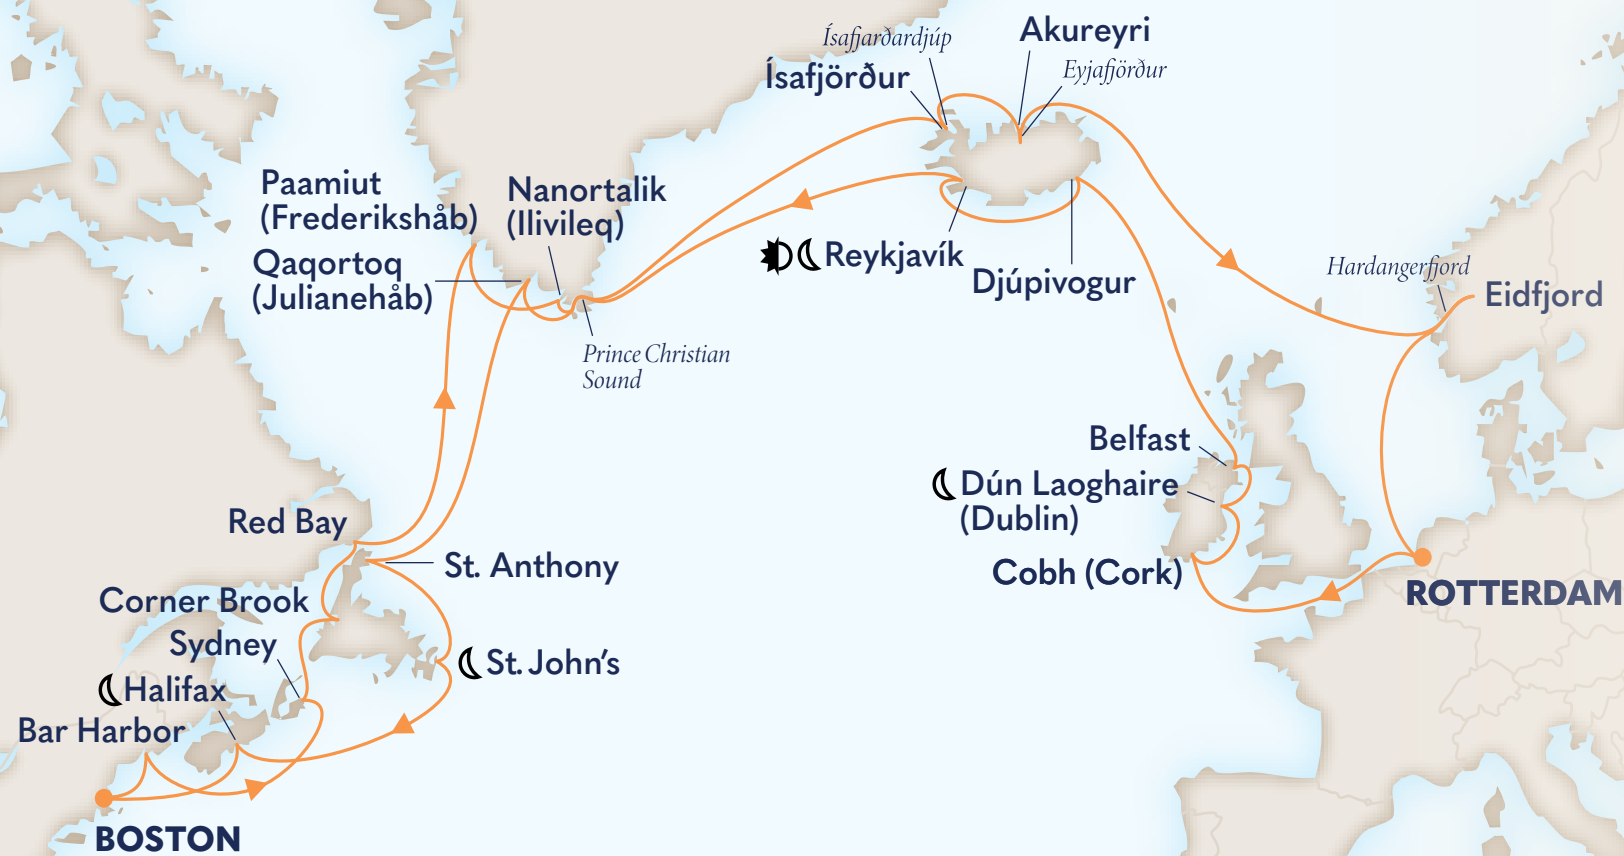 Ísafjarðardjúp
Ísafjörður
Akureyri
Eyjafjörður
Paamiut
(Frederikshåb)
Nanortalik
(Ilivileq)
Qaqortoq
(Julianehåb)
Reykjavík
Djúpivogur
Hardangerfjord
Eidfjord
Prince Christian
Sound
Belfast
Dún Laoghaire
(Dublin)
Cobh (Cork)
ROTTERDAM
Red Bay
St. Anthony
Corner Brook
Sydney
St. John’s
Halifax
Bar Harbor
BOSTON